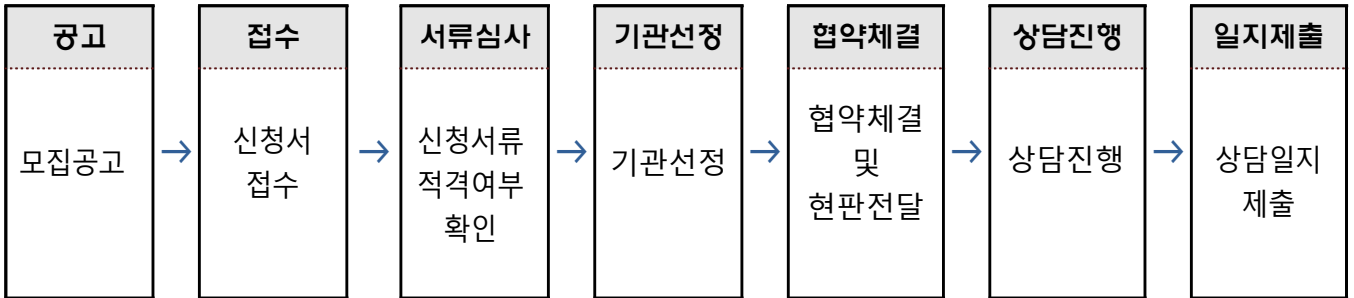 공고
접수
서류심사
기관선정
협약체결
상담진행
일지제출
모집공고
→
신청서
접수
→
신청서류
적격여부
확인
→
기관선정
→
협약체결
및
현판전달
→
상담진행
→
상담일지
제출